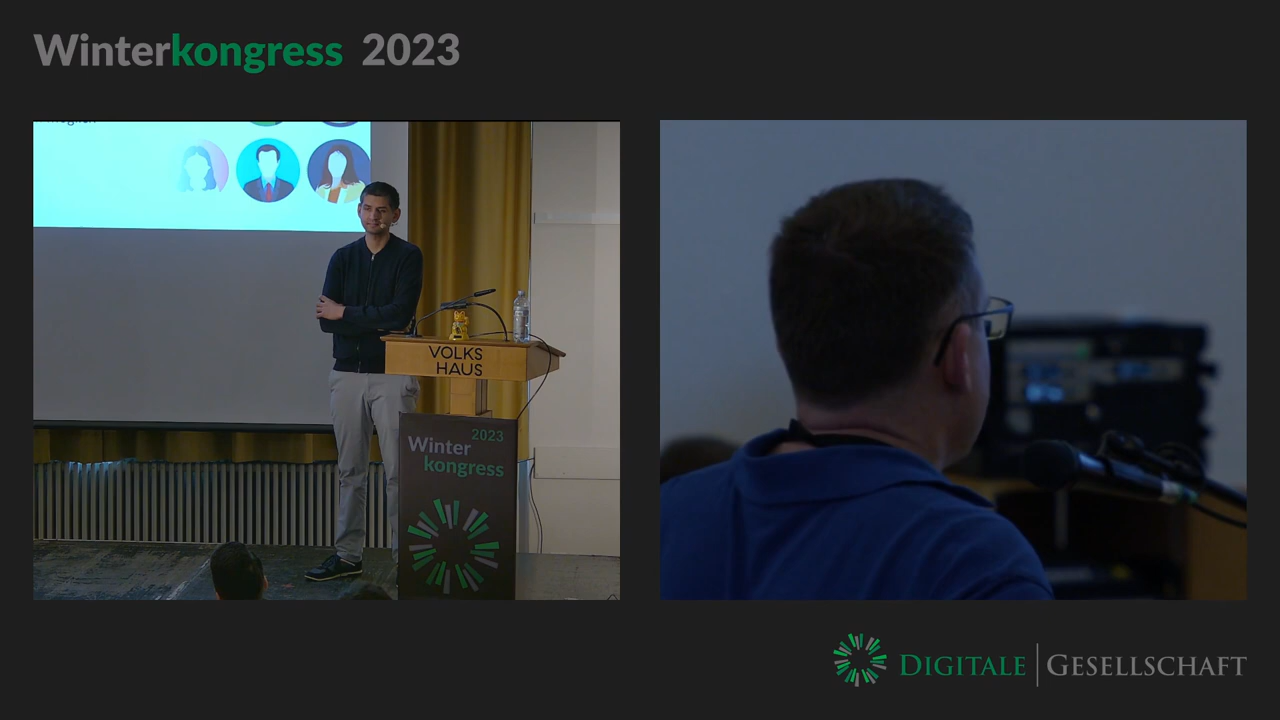 Winterkongress 2023
VOLKS
HAUS
2023
Winter
kongress
DIGITALE | GESELLSCHAFT